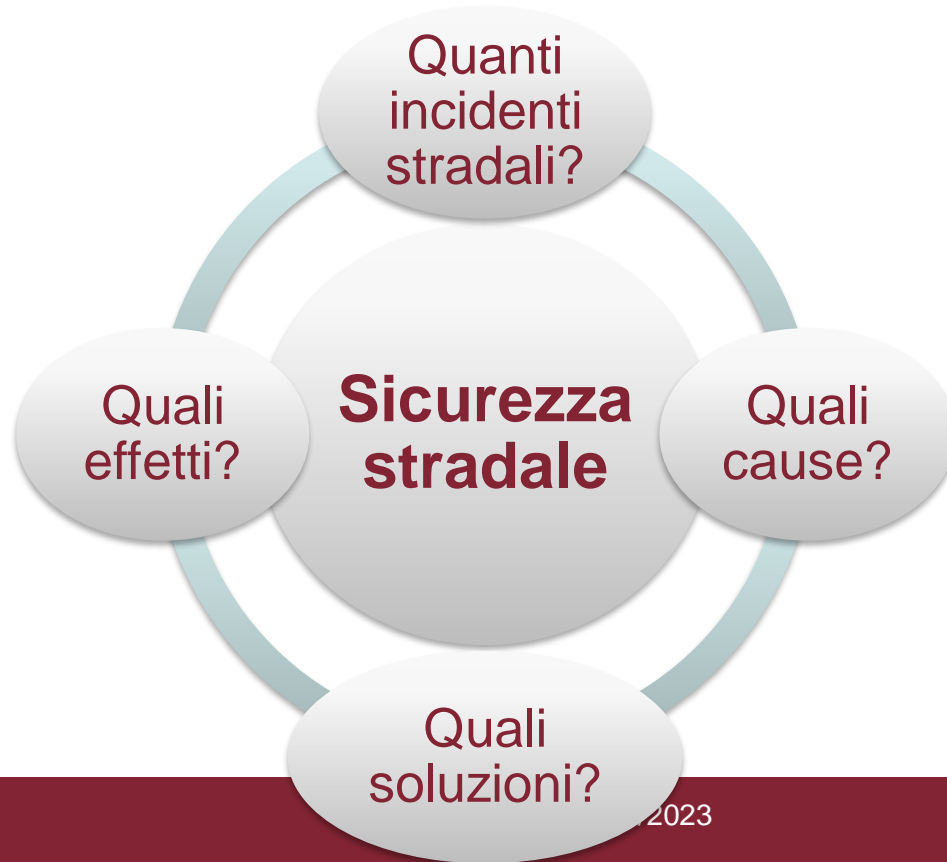 Quanti
incidenti
stradali?
Sicurezza
stradale
Quali
effetti?
Quali
cause?
Quali
soluzioni?
/2023